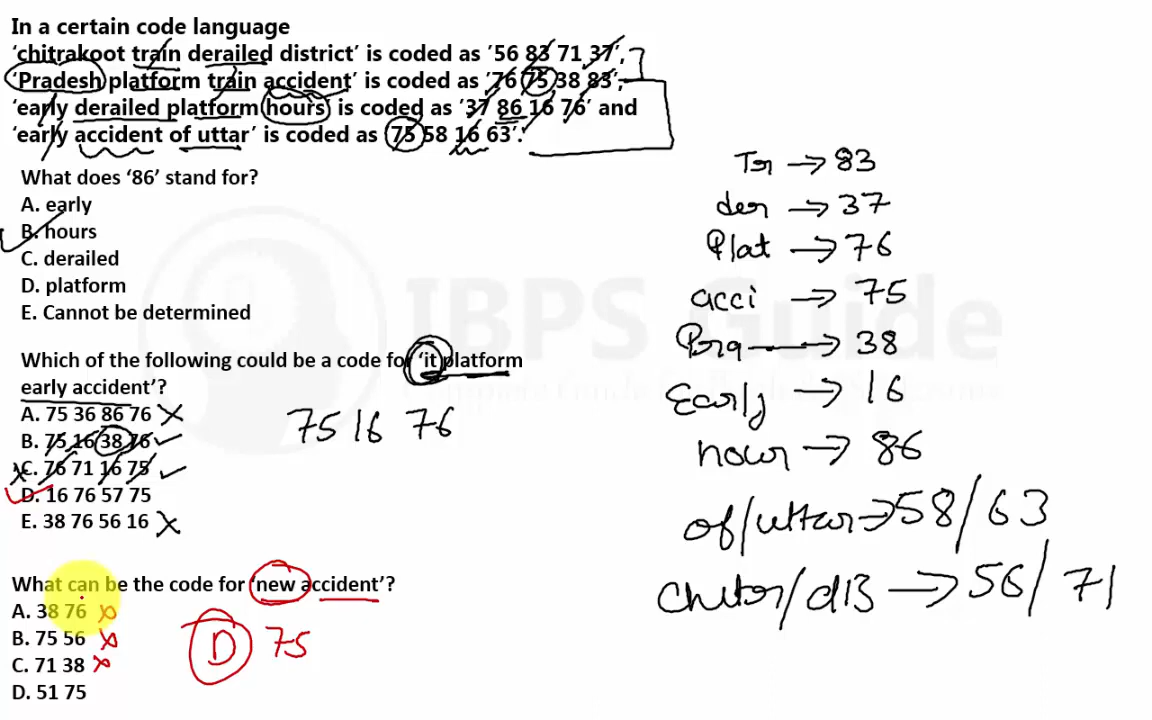 In a certain code language
‘chitrakoot train derailed district’ is coded as ’56 83 71 37’,
‘Pradesh platform train accident’ is coded as ’76 75 38 83’,
‘early derailed platform hours’ is coded as ‘37 86 16 76’ and
‘early accident of uttar’ is coded as ‘75 58 16 63’.
What does ‘86’ stand for?
A. early
B. hours
C. derailed
D. platform
E. Cannot be determined
Which of the following could be a code for ‘it platform
early accident’?
A. 75 36 86 76
B. 75 16 38 76
C. 76 71 16 75
D. 16 76 57 75
E. 38 76 56 16
75 16 76
What can be the code for ‘new accident’?
A. 38 76
B. 75 56
C. 71 38
D. 51 75
D 75
Tr → 83
der → 37
Plat → 76
acci → 75
Pra → 38
Early → 16
hour → 86
of/uttar → 58/63
chitr/dis → 56/71
IBPS Guide